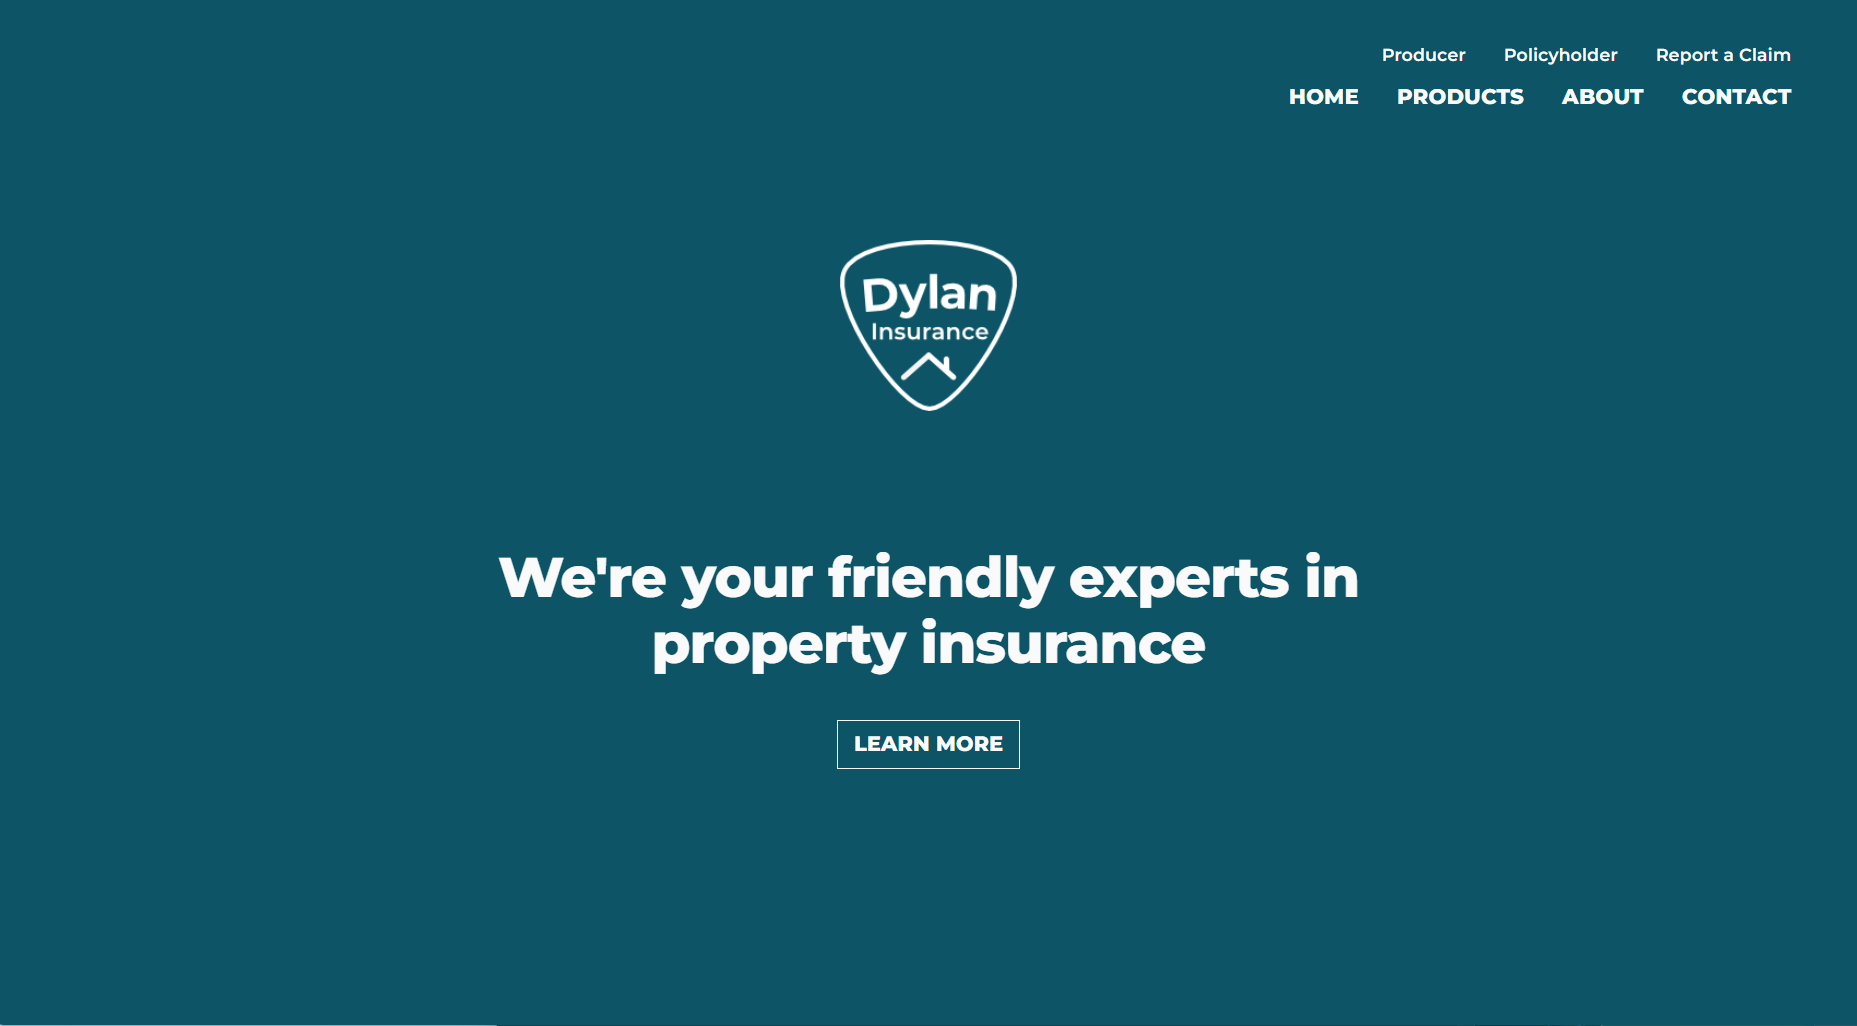 Producer Policyholder Report a Claim
HOME PRODUCTS ABOUT CONTACT
Dylan
Insurance
We're your friendly experts in
property insurance
LEARN MORE